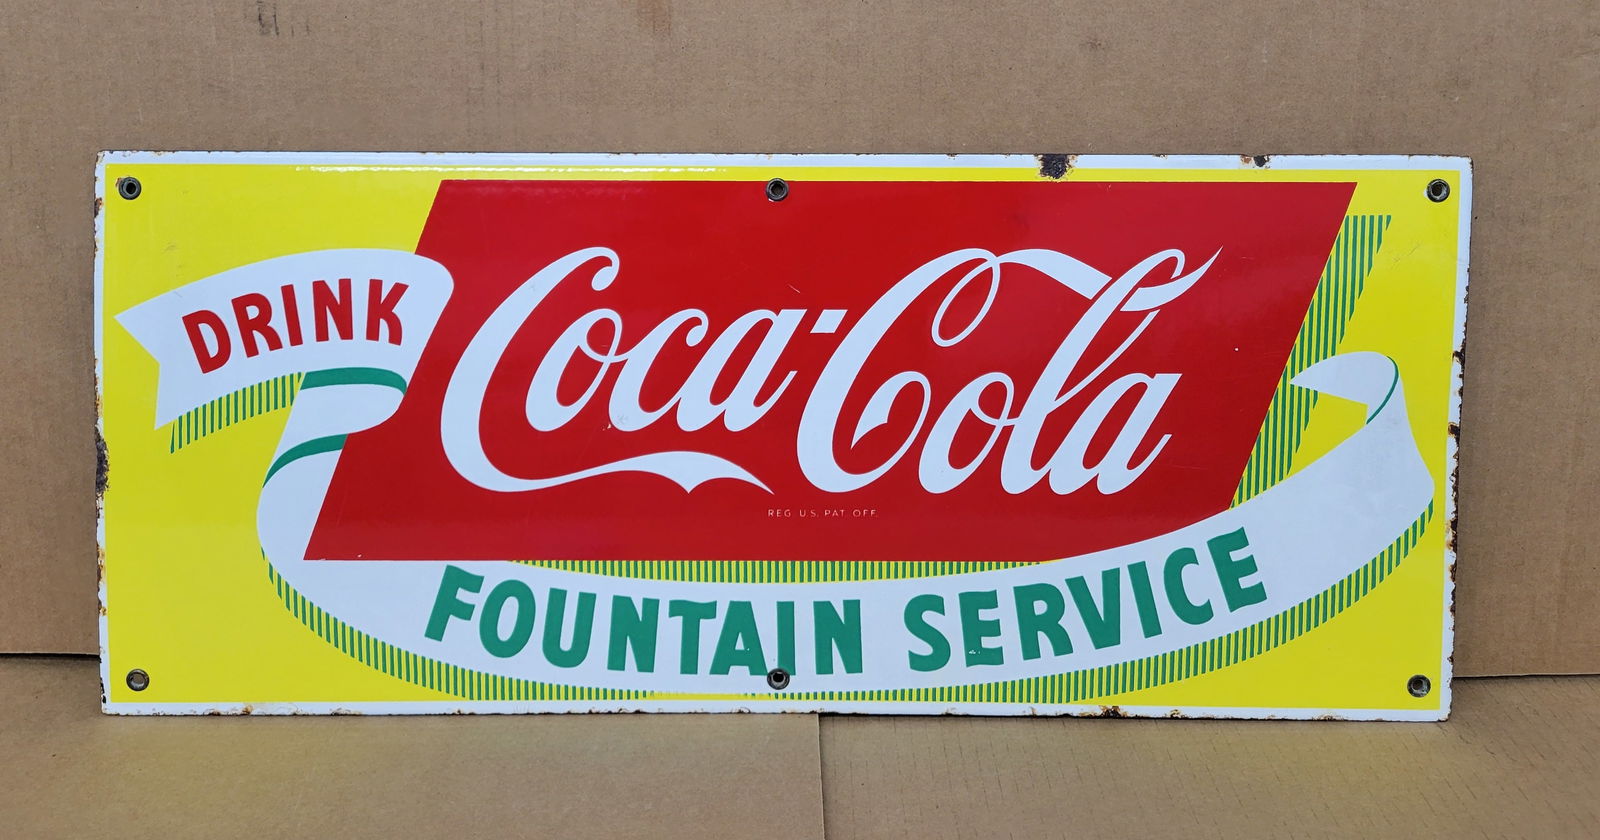 DRINK
Coca-Cola
REG. U.S. PAT. OFF.
FOUNTAIN SERVICE